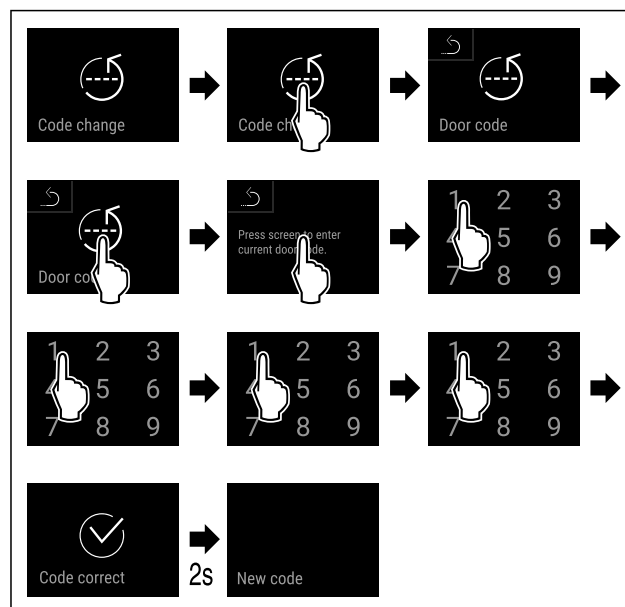 Code change
Code ch
Door code
Door co
Press screen to enter
current door ode.
1 2 3
5 6
7 8 9
1 2 3
5 6
7 8 9
1 2 3
5 6
7 8 9
1 2 3
5 6
7 8 9
Code correct
2s
New code